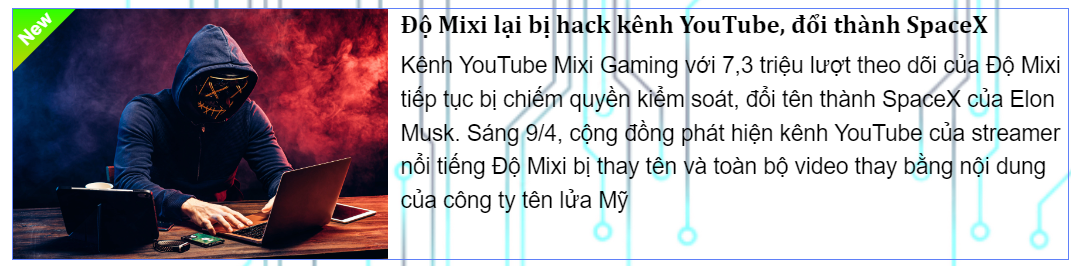 New
Độ Mixi lại bị hack kênh YouTube, đổi thành SpaceX
Kênh YouTube Mixi Gaming với 7,3 triệu lượt theo dõi của Độ Mixi
tiếp tục bị chiếm quyền kiểm soát, đổi tên thành SpaceX của Elon
Musk. Sáng 9/4, cộng đồng phát hiện kênh YouTube của streamer
nổi tiếng Độ Mixi bị thay tên và toàn bộ video thay bằng nội dung
của công ty tên lửa Mỹ